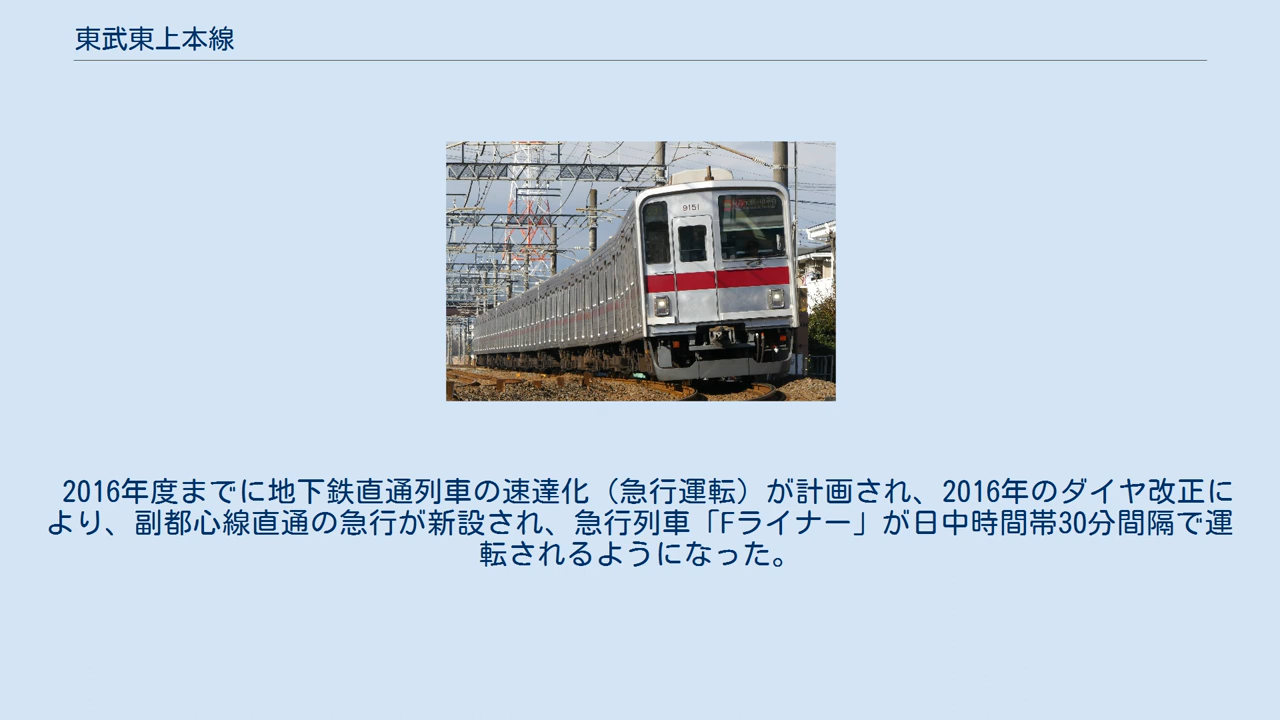 東武東上本線
9151
2016年度までに地下鉄直通列車の速達化（急行運転）が計画され、2016年のダイヤ改正に
より、副都心線直通の急行が新設され、急行列車「Fライナー」が日中時間帯30分間隔で運
転されるようになった。